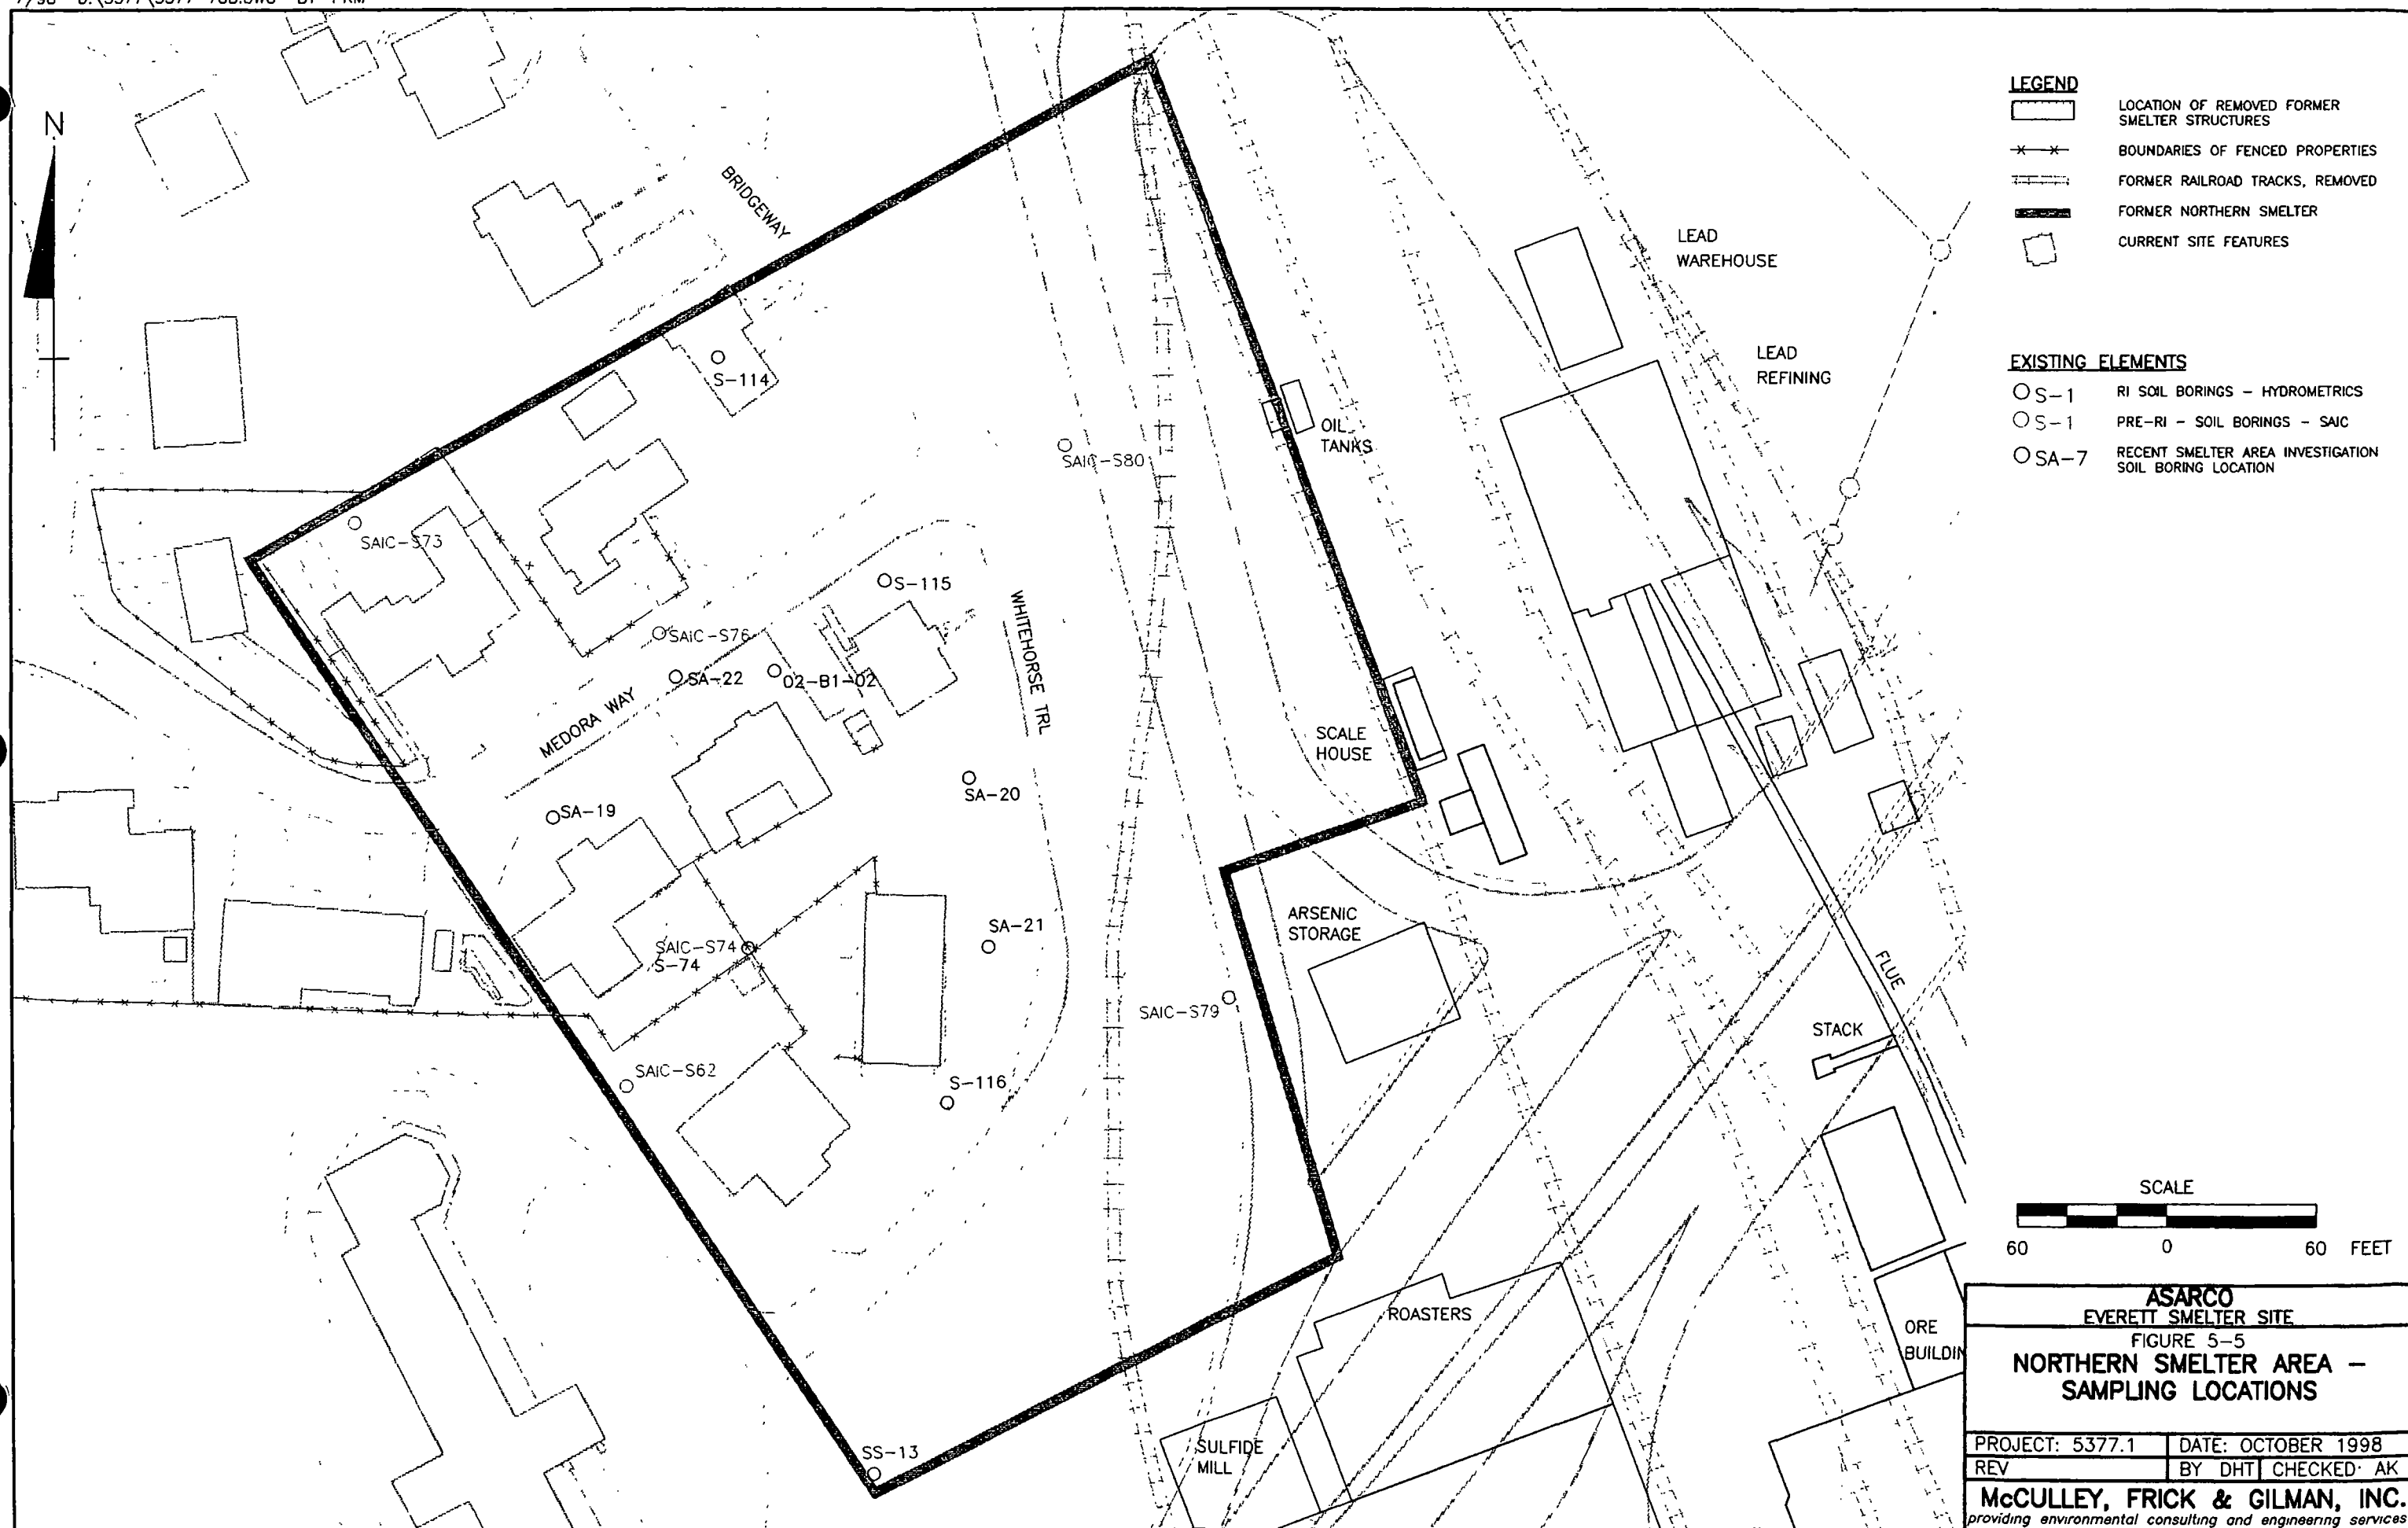 N
BRIDGEWAY
S-114
SAIC-S73
SAIC-S80
OIL
TANKS
LEAD
WAREHOUSE
LEAD
REFINING
S-115
SAIC-S76
SA-22
02-B1-02
MEDORA WAY
WHITEHORSE TRL
SCALE
HOUSE
SA-19
SA-20
SA-21
SAIC-S74
S-74
ARSENIC
STORAGE
SAIC-S79
FLUE
STACK
SAIC-S62
S-116
ROASTERS
ORE
BUILDIN
SULFIDE
MILL
SS-13
LEGEND
LOCATION OF REMOVED FORMER
SMELTER STRUCTURES
BOUNDARIES OF FENCED PROPERTIES
FORMER RAILROAD TRACKS, REMOVED
FORMER NORTHERN SMELTER
CURRENT SITE FEATURES
EXISTING ELEMENTS
S-1 RI SOIL BORINGS - HYDROMETRICS
S-1 PRE-RI - SOIL BORINGS - SAIC
SA-7 RECENT SMELTER AREA INVESTIGATION
SOIL BORING LOCATION
SCALE
60 0 60 FEET
ASARCO
EVERETT SMELTER SITE
FIGURE 5-5
NORTHERN SMELTER AREA -
SAMPLING LOCATIONS
PROJECT: 5377.1 DATE: OCTOBER 1998
REV BY DHT CHECKED: AK
McCULLEY, FRICK & GILMAN, INC.
providing environmental consulting and engineering services